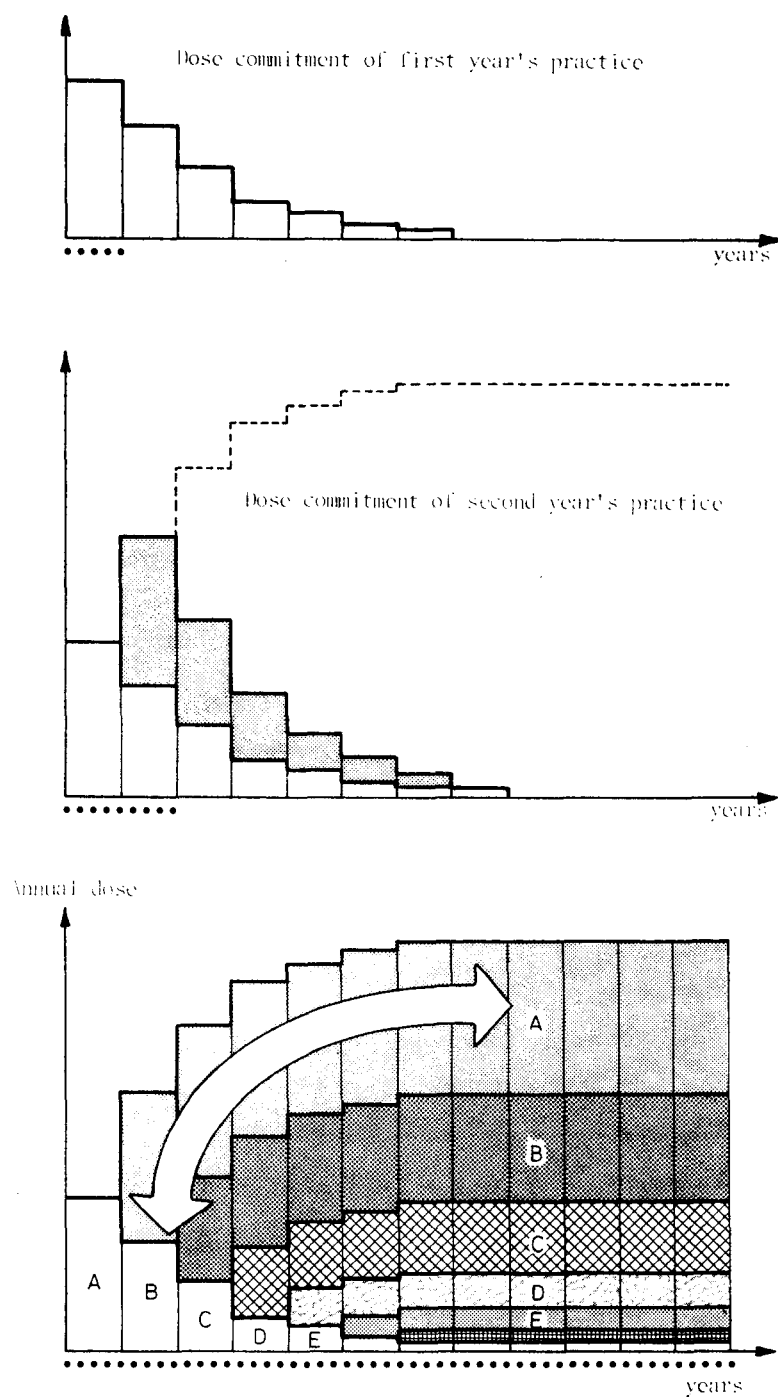 Dose commitment of first year's practice
years
Dose commitment of second year's practice
years
Annual dose
A
A
B
B
C
C
D
D
E
E
years